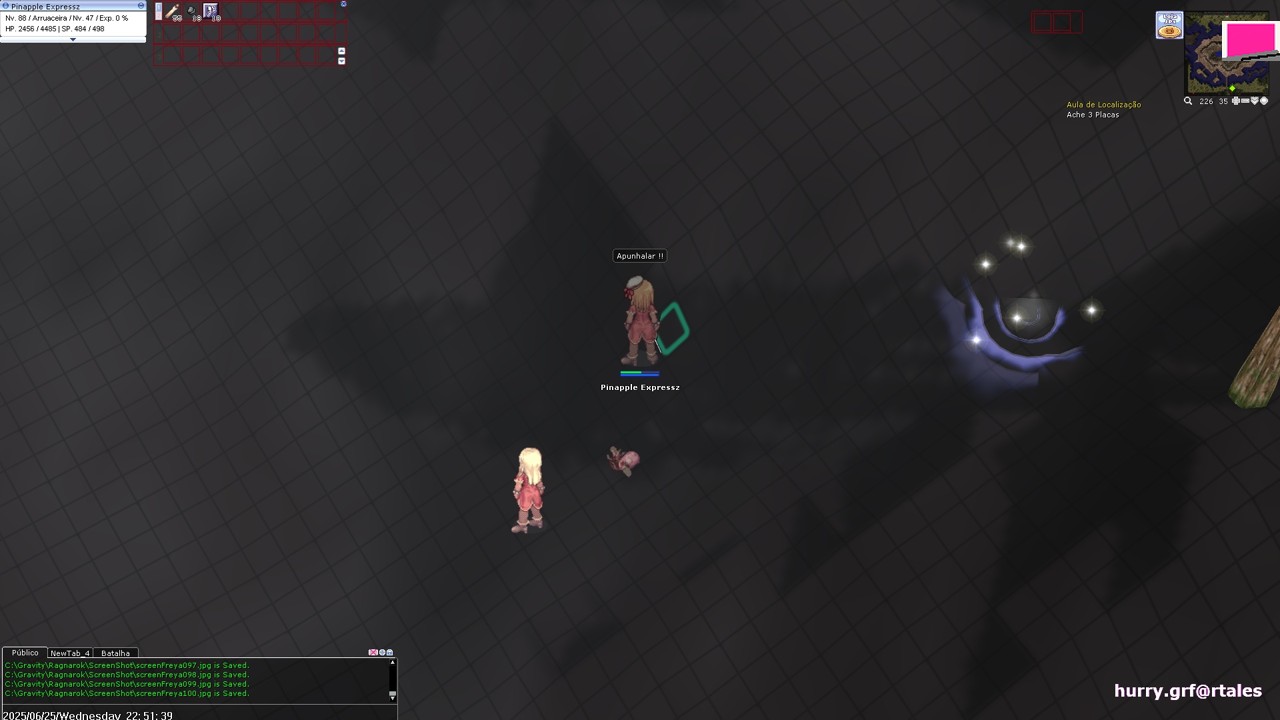 Pinapple Expressz
Nv. 88 / Arruaceira / Nv. 47 / Exp. 0 %
HP. 2456 / 4485 | SP. 484 / 498
226 35
Aula de Localização
Ache 3 Placas
Apunhalar !!
Pinapple Expressz
Público NewTab_4 Batalha
C:\Gravity\Ragnarok\ScreenShot\screenFreya097.jpg is Saved.
C:\Gravity\Ragnarok\ScreenShot\screenFreya098.jpg is Saved.
C:\Gravity\Ragnarok\ScreenShot\screenFreya099.jpg is Saved.
C:\Gravity\Ragnarok\ScreenShot\screenFreya100.jpg is Saved.
hurry.grf@rtales
2025/06/25/Wednesday 22:51:39